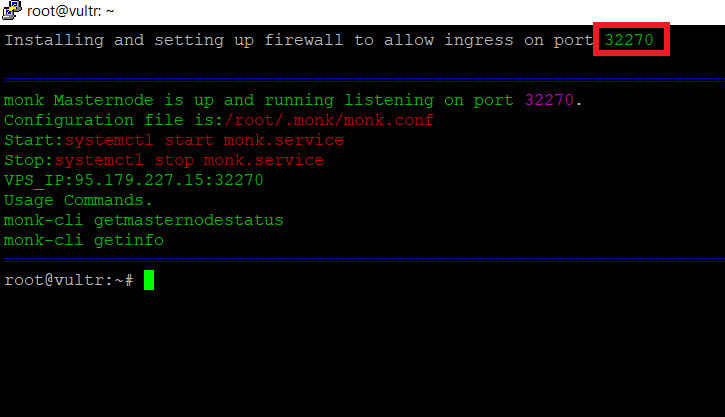 root@vultr: ~
Installing and setting up firewall to allow ingress on port 32270
monk Masternode is up and running listening on port 32270.
Configuration file is:/root/.monk/monk.conf
Start:systemctl start monk.service
Stop:systemctl stop monk.service
VPS_IP:95.179.227.15:32270
Usage Commands.
monk-cli getmasternodestatus
monk-cli getinfo
root@vultr:~#